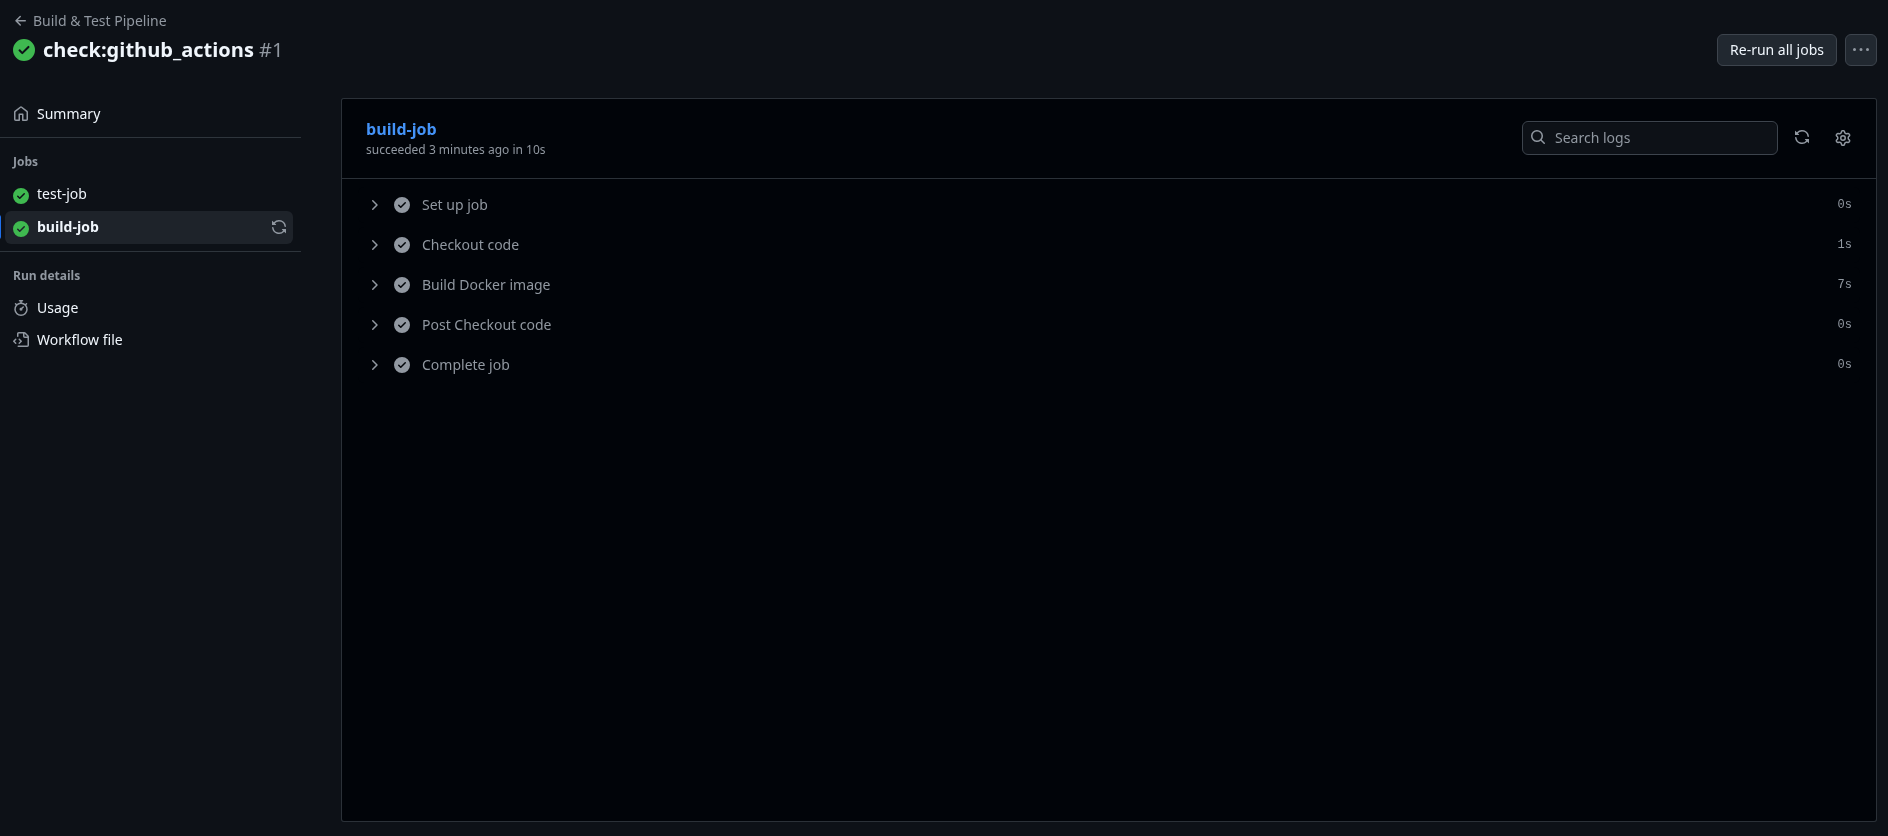 Build & Test Pipeline
check:github_actions #1
Re-run all jobs
Summary
Jobs
test-job
build-job
Run details
Usage
Workflow file
build-job
succeeded 3 minutes ago in 10s
Search logs
Set up job 0s
Checkout code 1s
Build Docker image 7s
Post Checkout code 0s
Complete job 0s